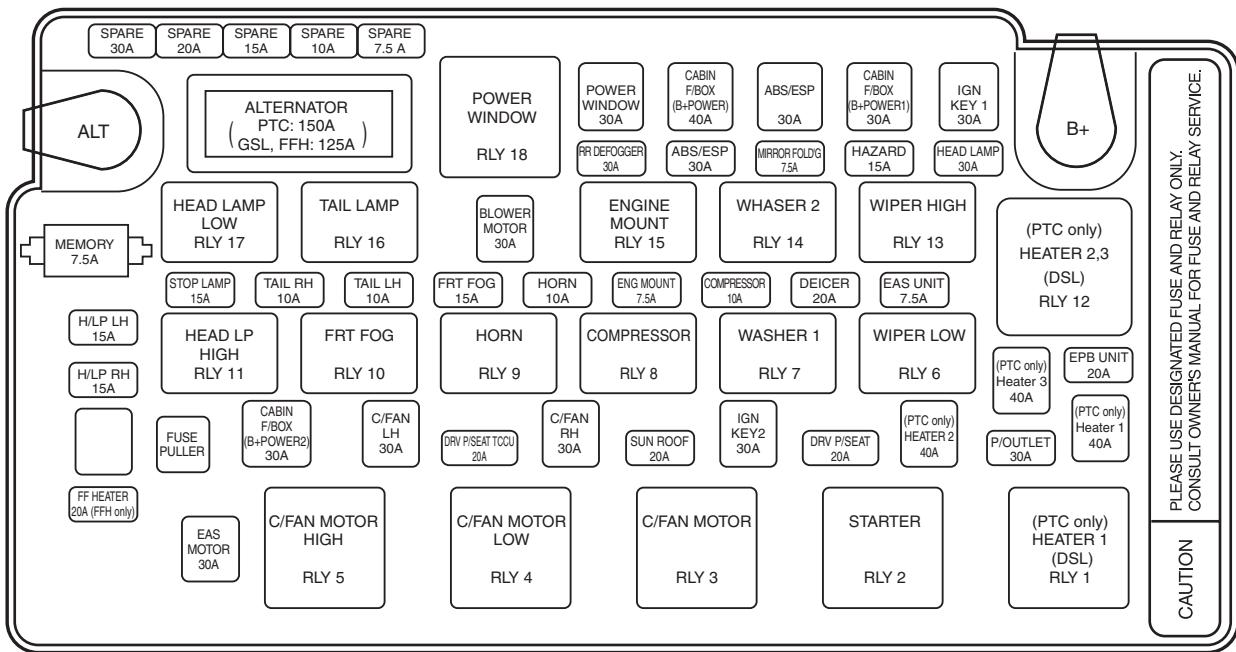 SPARE
30A
SPARE
20A
SPARE
15A
SPARE
10A
SPARE
7.5 A
ALT
ALTERNATOR
PTC: 150A
( GSL, FFH: 125A )
POWER
WINDOW
RLY 18
POWER
WINDOW
30A
CABIN
F/BOX
(B+POWER)
40A
ABS/ESP
30A
CABIN
F/BOX
(B+POWER1)
30A
IGN
KEY 1
30A
B+
RR DEFOGGER
30A
ABS/ESP
30A
MIRROR FOLD'G
7.5A
HAZARD
15A
HEAD LAMP
30A
HEAD LAMP
LOW
RLY 17
TAIL LAMP
RLY 16
BLOWER
MOTOR
30A
ENGINE
MOUNT
RLY 15
WHASER 2
RLY 14
WIPER HIGH
RLY 13
(PTC only)
HEATER 2,3
(DSL)
RLY 12
MEMORY
7.5A
STOP LAMP
15A
TAIL RH
10A
TAIL LH
10A
FRT FOG
15A
HORN
10A
ENG MOUNT
7.5A
COMPRESSOR
10A
DEICER
20A
EAS UNIT
7.5A
H/LP LH
15A
H/LP RH
15A
HEAD LP
HIGH
RLY 11
FRT FOG
RLY 10
HORN
RLY 9
COMPRESSOR
RLY 8
WASHER 1
RLY 7
WIPER LOW
RLY 6
(PTC only)
Heater 3
40A
EPB UNIT
20A
FUSE
PULLER
CABIN
F/BOX
(B+POWER2)
30A
C/FAN
LH
30A
DRV P/SEAT TCCU
20A
C/FAN
RH
30A
SUN ROOF
20A
IGN
KEY2
30A
DRV P/SEAT
20A
(PTC only)
HEATER 2
40A
P/OUTLET
30A
(PTC only)
Heater 1
40A
FF HEATER
20A (FFH only)
EAS
MOTOR
30A
C/FAN MOTOR
HIGH
RLY 5
C/FAN MOTOR
LOW
RLY 4
C/FAN MOTOR
RLY 3
STARTER
RLY 2
(PTC only)
HEATER 1
(DSL)
RLY 1
PLEASE USE DESIGNATED FUSE AND RELAY ONLY.
CONSULT OWNER'S MANUAL FOR FUSE AND RELAY SERVICE.
CAUTION